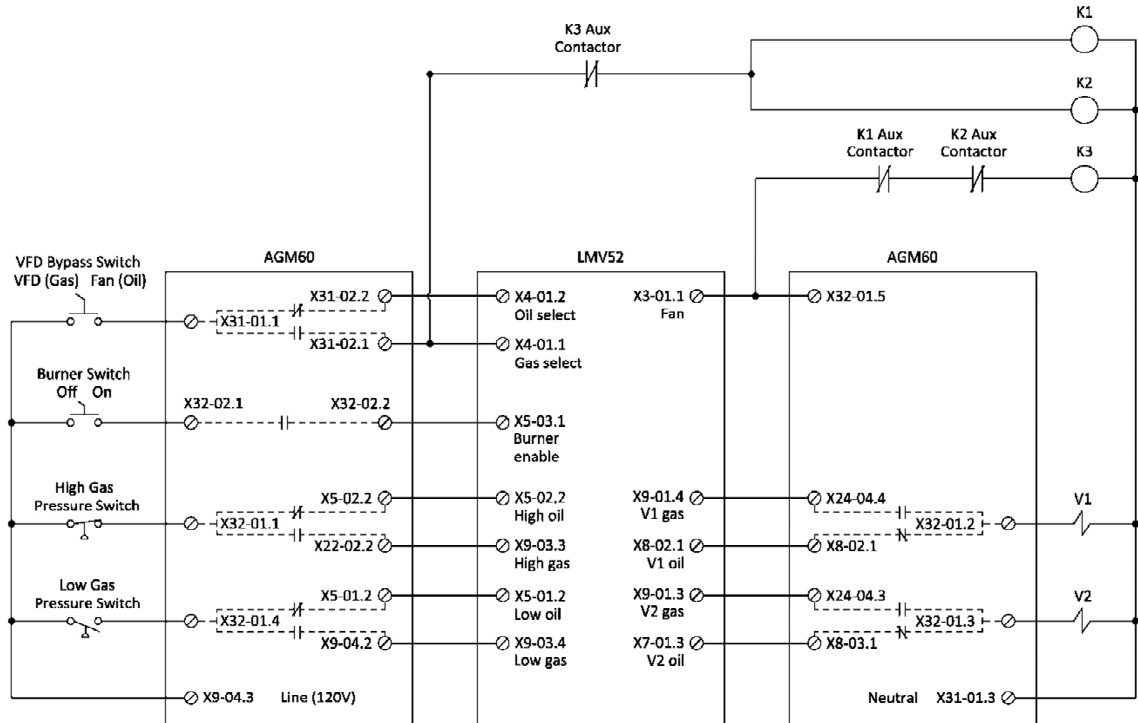 K1
K3 Aux
Contactor
K2
K1 Aux
Contactor
K2 Aux
Contactor
K3
VFD Bypass Switch
VFD (Gas) Fan (Oil)
AGM60
LMV52
AGM60
X31-02.2
X4-01.2
Oil select
X3-01.1
Fan
X32-01.5
X31-01.1
X31-02.1
X4-01.1
Gas select
Burner Switch
Off On
X32-02.1
X32-02.2
X5-03.1
Burner
enable
High Gas
Pressure Switch
X5-02.2
X5-02.2
High oil
X9-01.4
V1 gas
X24-04.4
V1
X32-01.1
X32-01.2
X22-02.2
X9-03.3
High gas
X8-02.1
V1 oil
X8-02.1
Low Gas
Pressure Switch
X5-01.2
X5-01.2
Low oil
X9-01.3
V2 gas
X24-04.3
V2
X32-01.4
X32-01.3
X9-04.2
X9-03.4
Low gas
X7-01.3
V2 oil
X8-03.1
X9-04.3 Line (120V)
Neutral X31-01.3